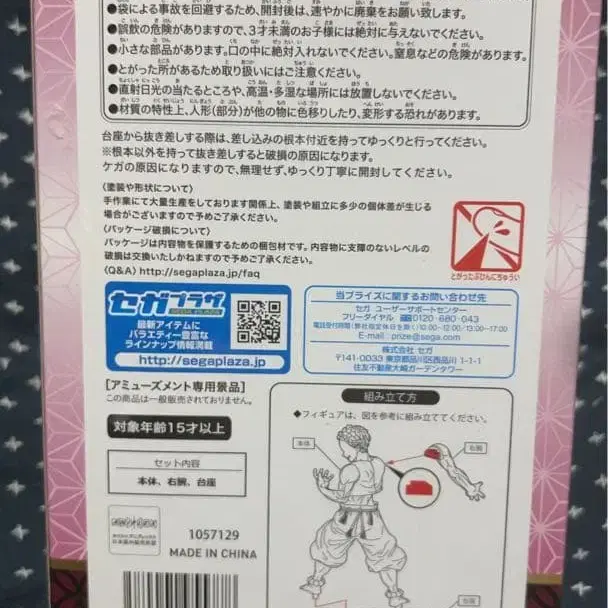 ●袋による事故を回避するため、開封後は、速やかに廃棄をお願い致します。
●誤飲の危険がありますので、3才未満のお子様には絶対に与えないでください。
●小さな部品があります。口の中に絶対入れないでください。窒息などの危険があります。
●とがった所があるため取り扱いにはご注意ください。
●直射日光の当たるところや、高温・多湿な場所には放置しないでください。
●材質の特性上、人形(部分)が他の物に色移りしたり、変形する恐れがあります。
台座から抜き差しする際は、差し込みの根本付近を持ってゆっくりと行ってください。
※根本以外を持って抜き差しすると破損の原因になります。
ケガの原因になりますので、無理せず、ゆっくり丁寧に開封してください。
〈塗装や形状について〉
手作業にて大量生産をしております関係上、塗装や組立に多少の個体差が生じる
場合がございますので予めご了承ください。
〈パッケージ破損について〉
パッケージは内容物を保護するための梱包材です。内容物に支障のないレベルの
破損は交換いたしかねますので予めご了承ください。
〈Q&A〉http://segaplaza.jp/faq
とがったぶひんにちゅうい
セガプラザ
SEGA PLAZA
最新アイテムに
バラエティー豊富な
ラインナップ情報満載
http://segaplaza.jp
当プライズに関するお問い合わせ先
セガ ユーザーサポートセンター
フリーダイヤル 0120-680-043
E-mail : prize@sega.com
株式会社 セガ
〒141-0033 東京都品川区西品川 1-1-1
住友不動産大崎ガーデンタワー
[アミューズメント専用景品]
この商品は一般販売されておりません。
対象年齢15才以上
セット内容
本体、右腕、台座
1057129
MADE IN CHINA
組み立て方
◆フィギュアは、図を参考に組み立ててください。
本体
右腕
台座